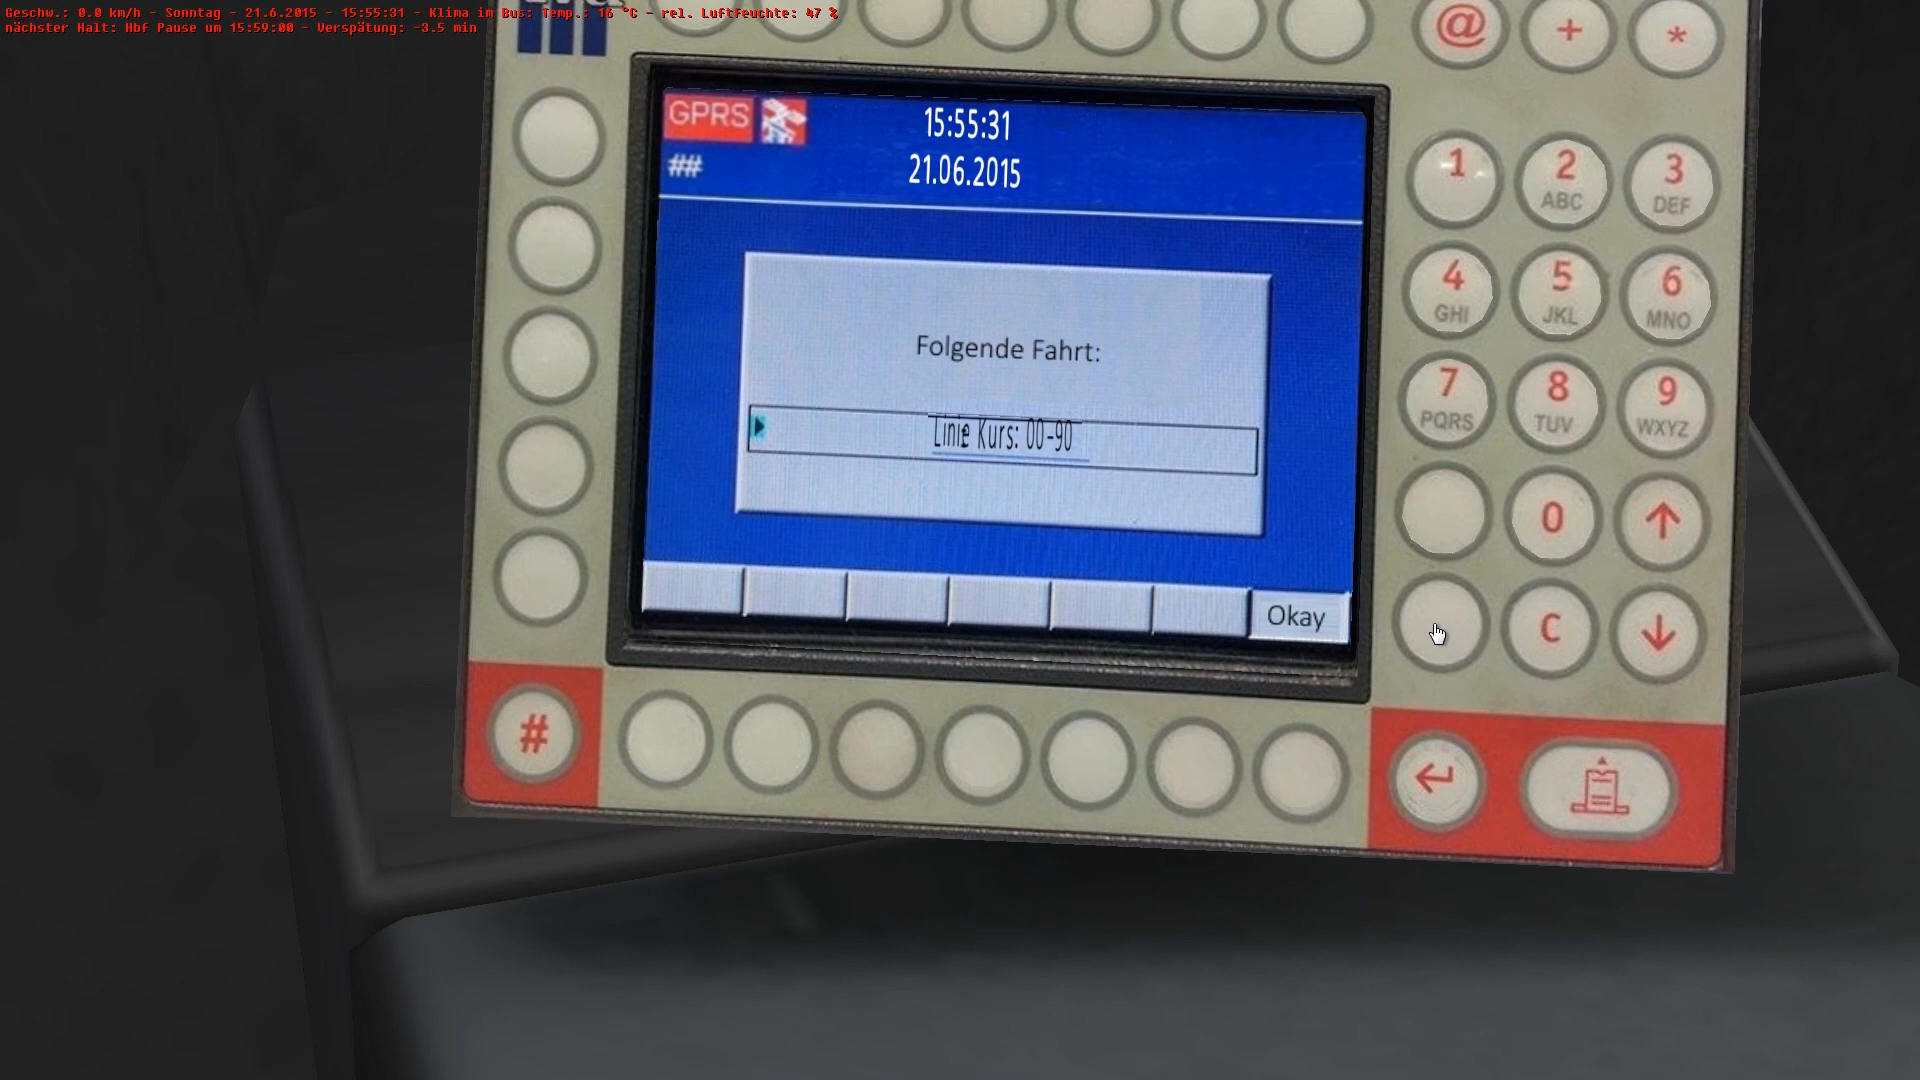 Geschw.: 0.0 km/h - Sonntag - 21.6.2015 - 15:55:31 - Klima im Bus: Temp.: 16 °C - rel. Luftfeuchte: 47 %
nächster Halt: Hbf Pause um 15:59:00 - Verspätung: -3.5 min
@ + *
GPRS 15:55:31
## 21.06.2015
1 2 3
ABC DEF
4 5 6
GHI JKL MNO
Folgende Fahrt:
7 8 9
PQRS TUV WXYZ
Linie Kurs: 00-90
0 ↑
Okay
C ↓
#